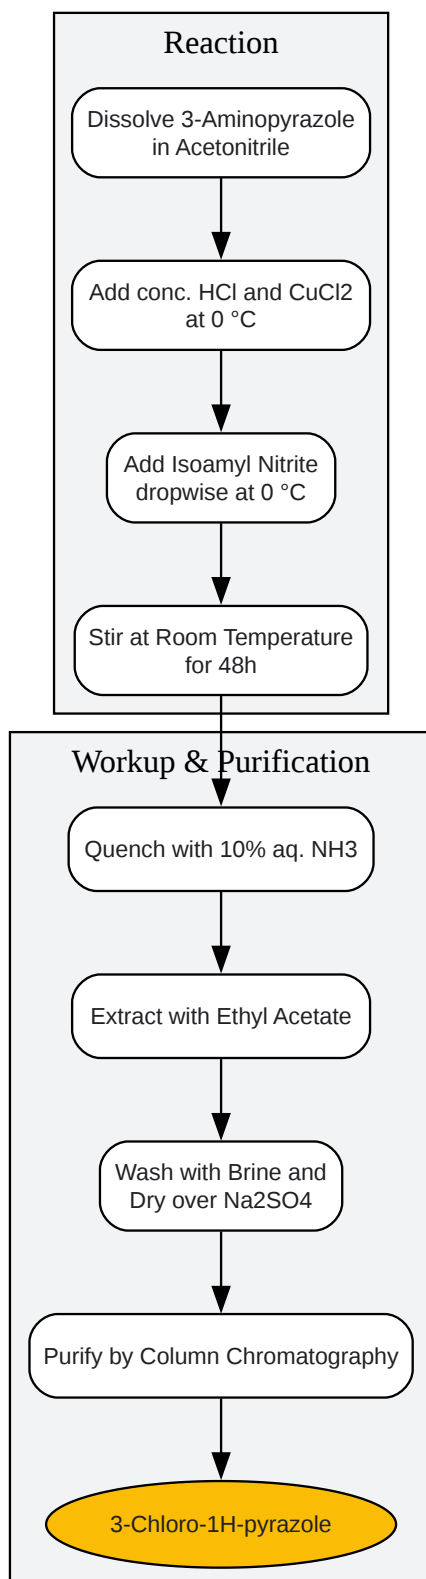 Reaction
Dissolve 3-Aminopyrazole
in Acetonitrile
Add conc. HCl and CuCl2
at 0 °C
Add Isoamyl Nitrite
dropwise at 0 °C
Stir at Room Temperature
for 48h
Workup & Purification
Quench with 10% aq. NH3
Extract with Ethyl Acetate
Wash with Brine and
Dry over Na2SO4
Purify by Column Chromatography
3-Chloro-1H-pyrazole